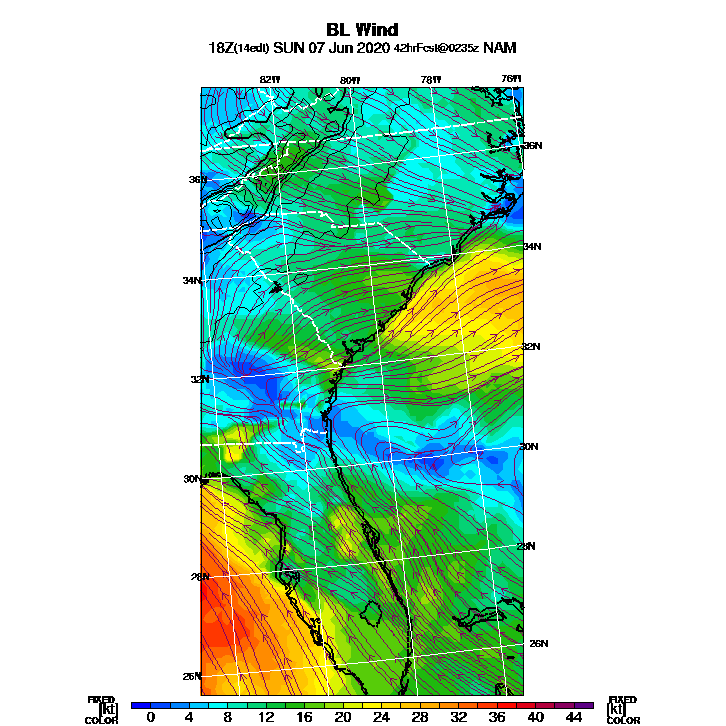 BL Wind
18Z(14edt) SUN 07 Jun 2020 42hrFcst@0235z NAM
82W 80W 78W 76W
36N
36N
34N
34N
32N
32N
30N
30N
28N
28N
26N
26N
FIXED [kt] COLOR 0 4 8 12 16 20 24 28 32 36 40 44 FIXED [kt] COLOR